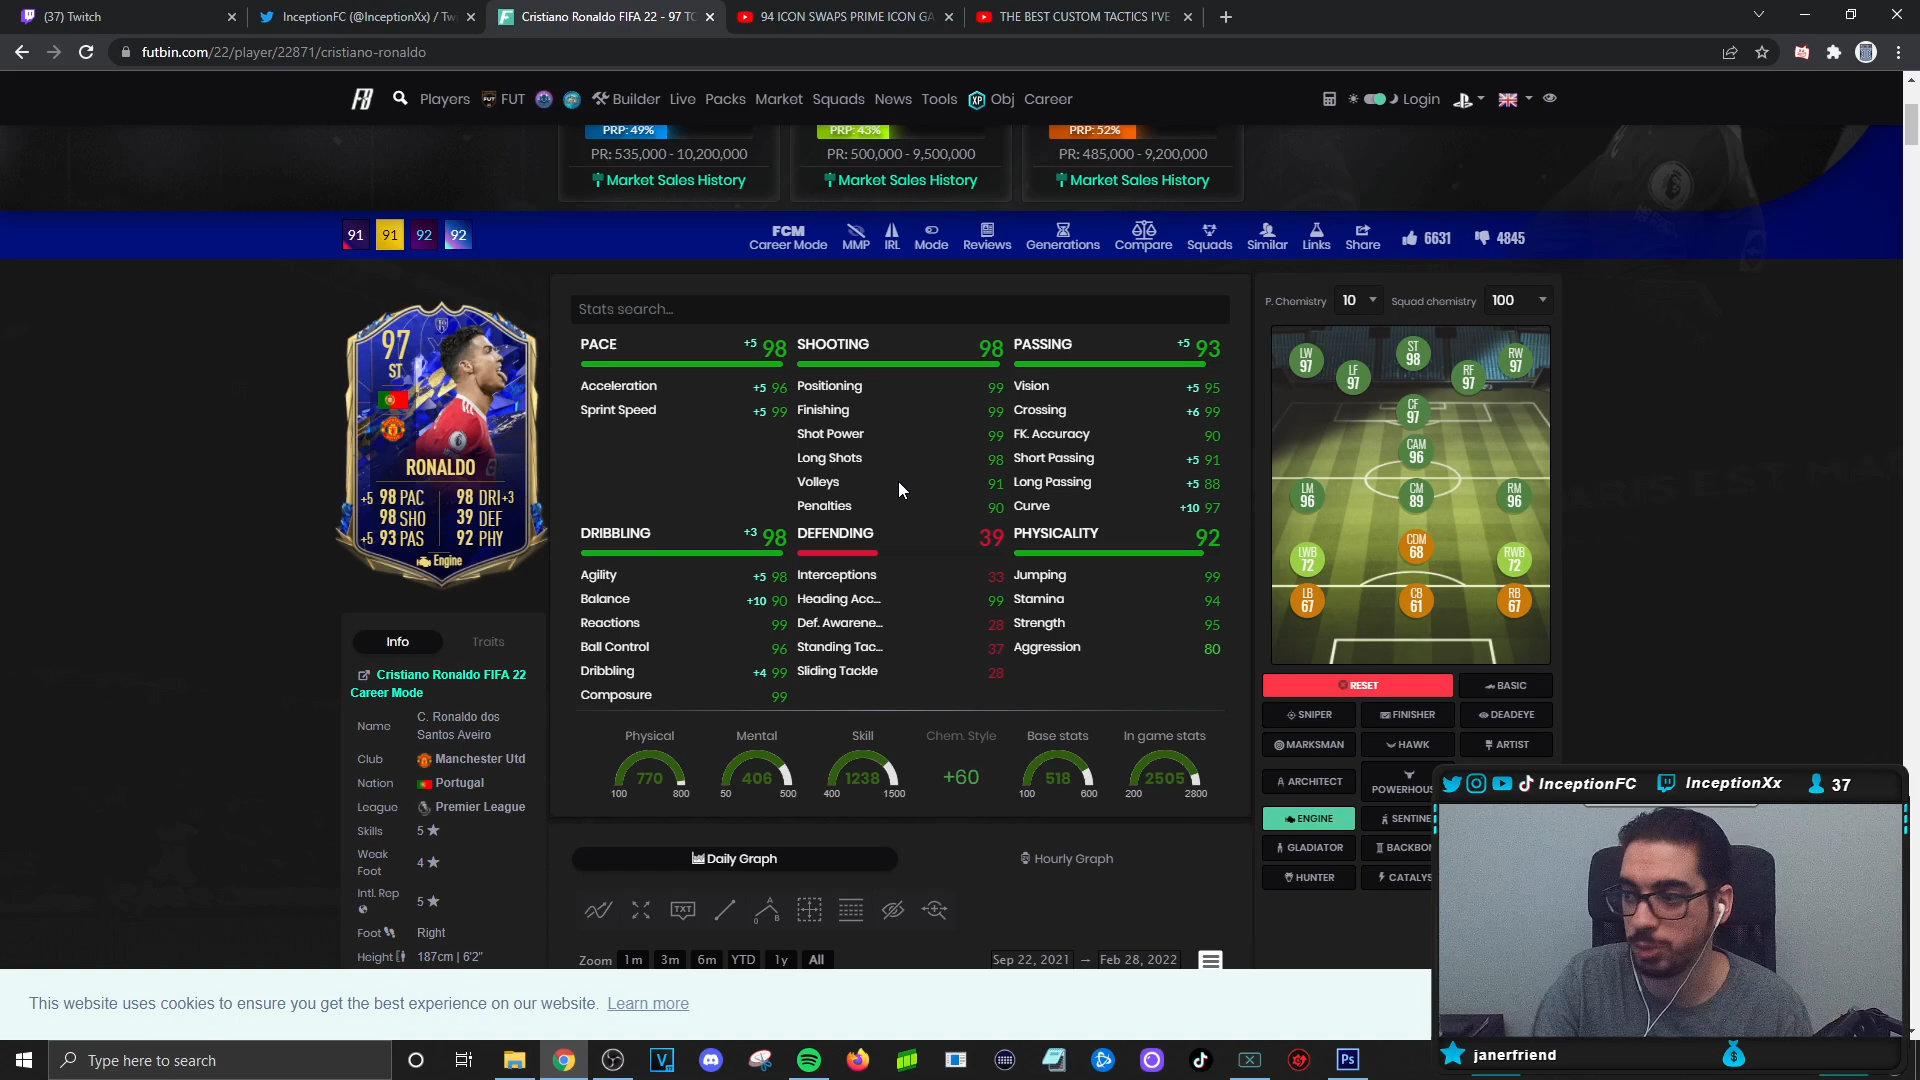 (37) Twitch
InceptionFC (@InceptionXx) / Twi
Cristiano Ronaldo FIFA 22 - 97 TO
94 ICON SWAPS PRIME ICON GA
THE BEST CUSTOM TACTICS I'VE
futbin.com/22/player/22871/cristiano-ronaldo
Players FUT Builder Live Packs Market Squads News Tools XP Obj Career Login
PRP: 49% PRP: 43% PRP: 52%
PR: 535,000 - 10,200,000 PR: 500,000 - 9,500,000 PR: 485,000 - 9,200,000
Market Sales History Market Sales History Market Sales History
91 91 92 92
FCM Career Mode MMP IRL Mode Reviews Generations Compare Squads Similar Links Share 6631 4845
97
ST
RONALDO
+5 98 PAC 98 DRI+3
98 SHO 39 DEF
+5 93 PAS 92 PHY
Engine
Stats search...
PACE +5 98
Acceleration +5 96
Sprint Speed +5 99
SHOOTING 98
Positioning 99
Finishing 99
Shot Power 99
Long Shots 98
Volleys 91
Penalties 90
PASSING +5 93
Vision +5 95
Crossing +6 99
FK. Accuracy 90
Short Passing +5 91
Long Passing +5 88
Curve +10 97
DRIBBLING +3 98
Agility +5 98
Balance +10 90
Reactions 99
Ball Control 96
Dribbling +4 99
Composure 99
DEFENDING 39
Interceptions 33
Heading Acc... 99
Def. Awarene... 28
Standing Tac... 37
Sliding Tackle 28
PHYSICALITY 92
Jumping 99
Stamina 94
Strength 95
Aggression 80
Physical Mental Skill Chem. Style Base stats In game stats
770 406 1238 +60 518 2505
100 800 50 500 400 1500 100 600 200 2800
Daily Graph Hourly Graph
TXT
Zoom 1m 3m 6m YTD 1y All Sep 22, 2021 → Feb 28, 2022
Info Traits
Cristiano Ronaldo FIFA 22
Career Mode
Name C. Ronaldo dos
Santos Aveiro
Club Manchester Utd
Nation Portugal
League Premier League
Skills 5
Weak
Foot 4
Intl. Rep 5
Foot Right
Height 187cm | 6'2"
P. Chemistry 10 Squad chemistry 100
LW 97
LF 97
ST 98
RF 97
RW 97
CF 97
CAM 96
LM 96
CM 89
RM 96
LWB 72
CDM 68
RWB 72
LB 67
CB 61
RB 67
RESET BASIC
SNIPER FINISHER DEADEYE
MARKSMAN HAWK ARTIST
ARCHITECT POWERHOUS
ENGINE SENTINE
GLADIATOR BACKBON
HUNTER CATALYS
InceptionFC InceptionXx 37
janerfriend
This website uses cookies to ensure you get the best experience on our website. Learn more
Type here to search
V
Ps